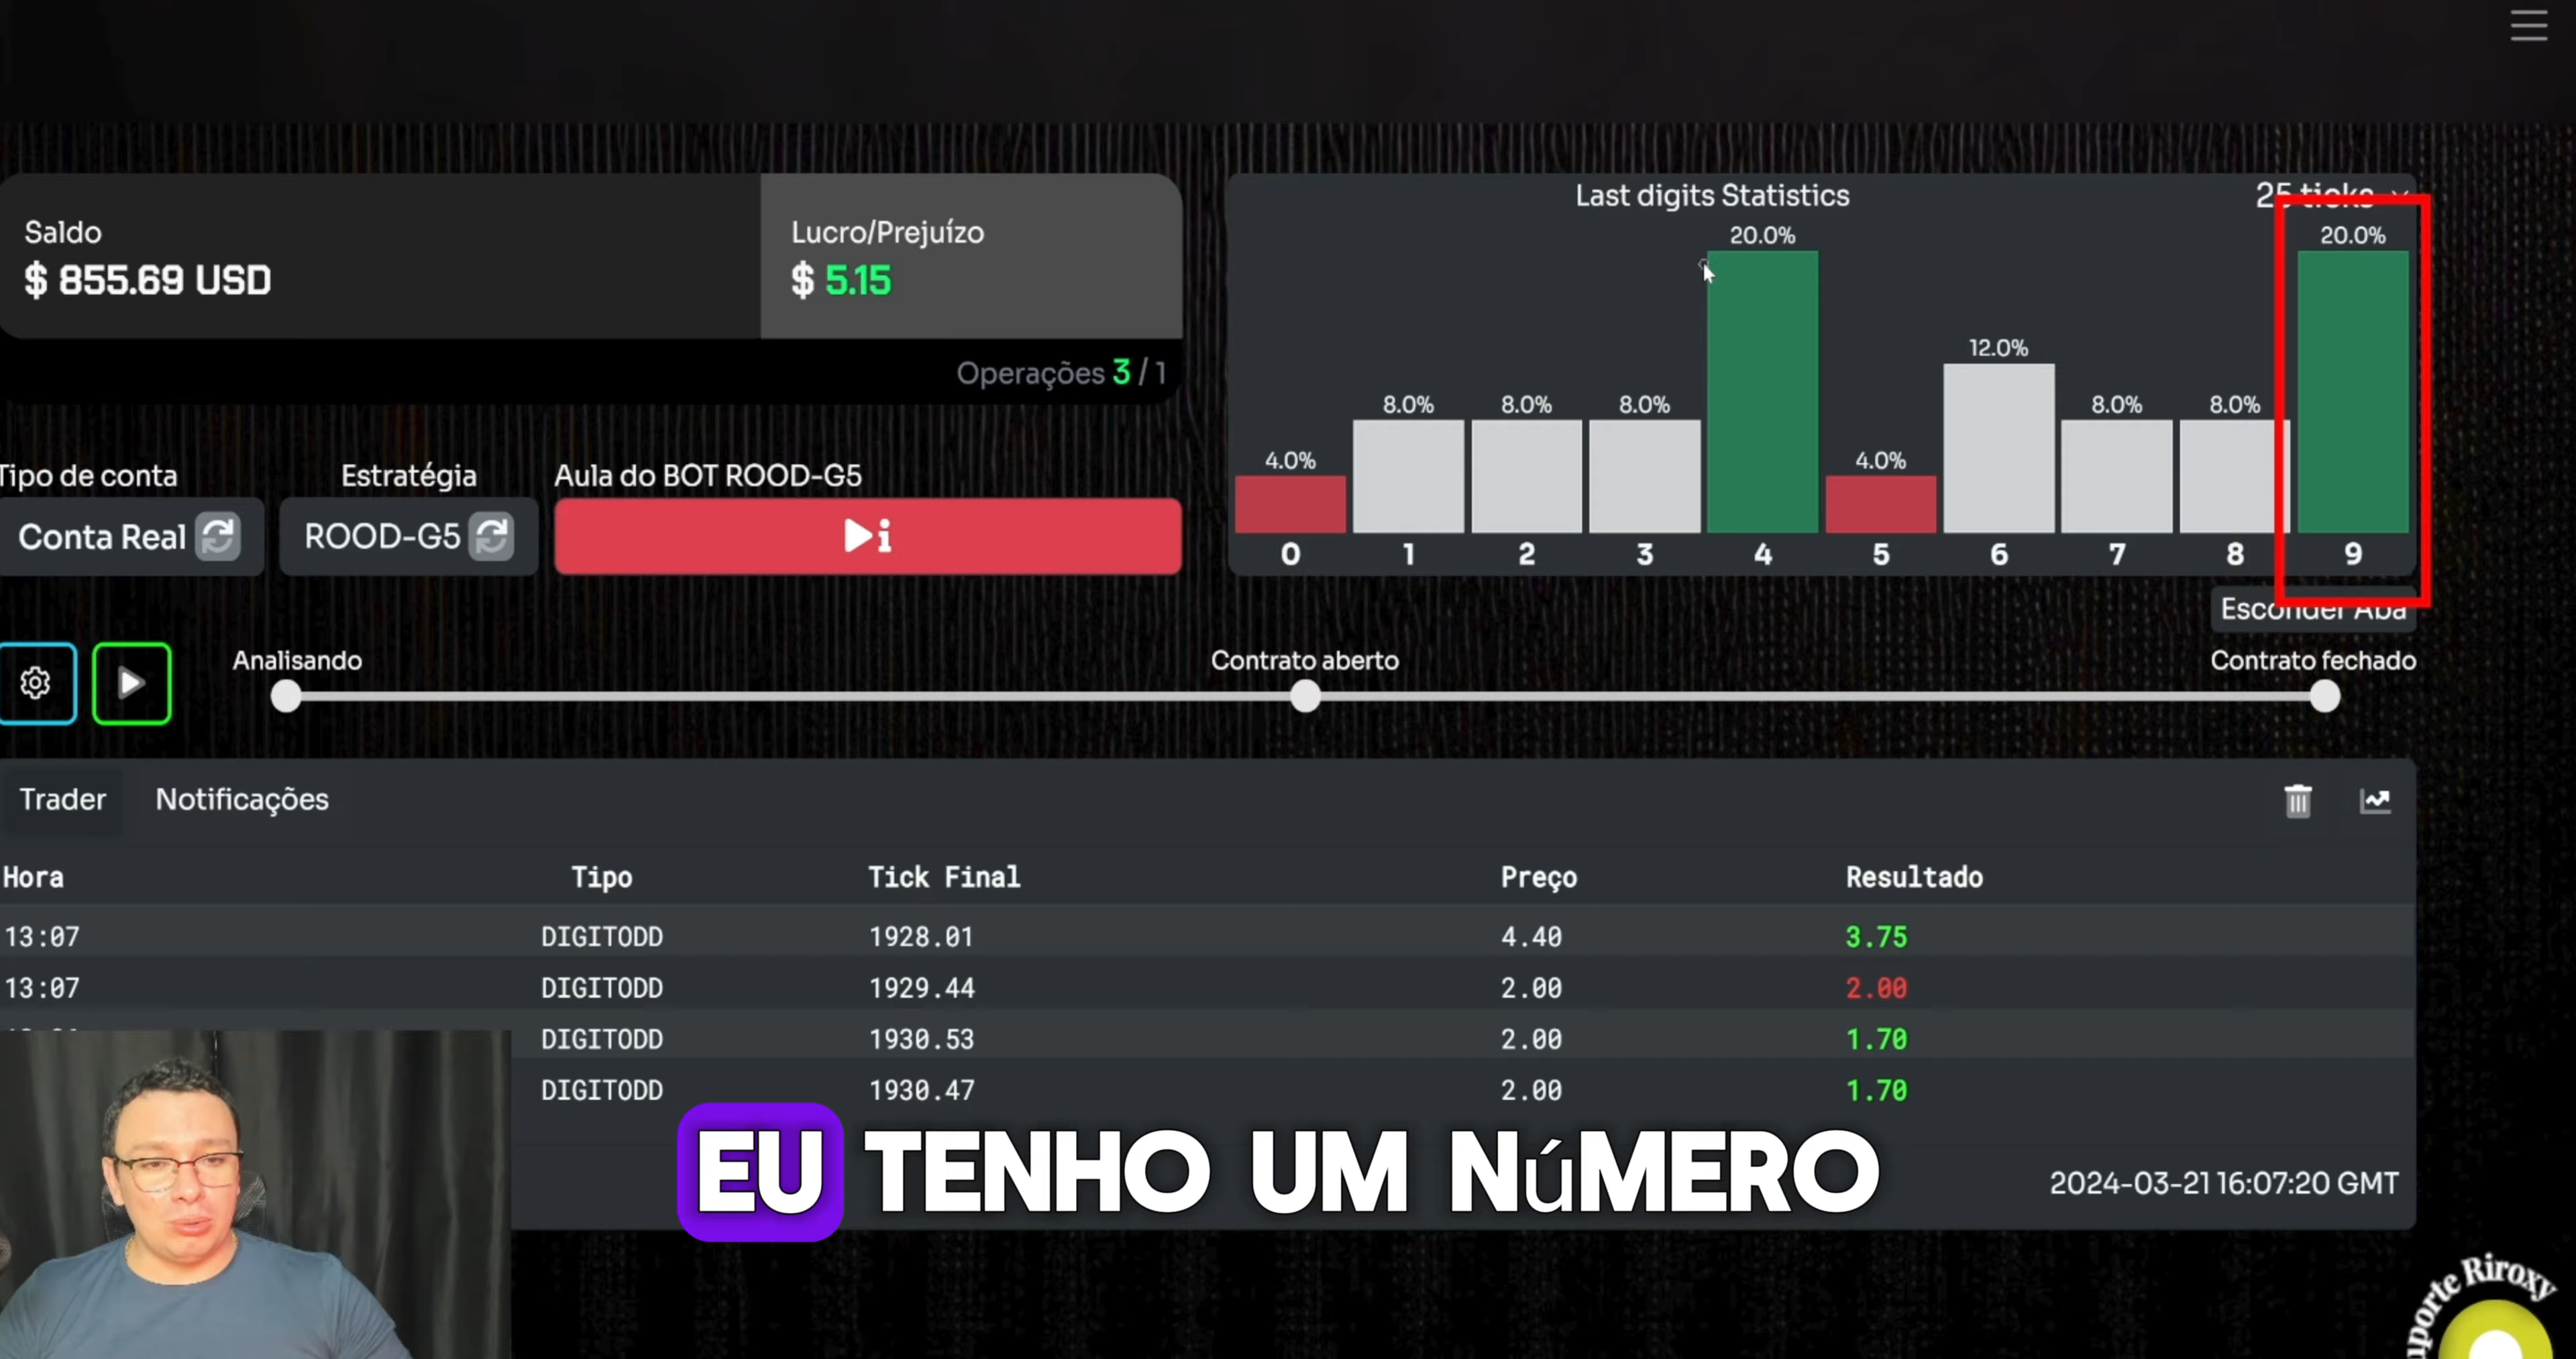 Last digits Statistics
25 ticks
Saldo
$ 855.69 USD
Lucro/Prejuízo
$ 5.15
Operações 3 / 1
20.0%
20.0%
12.0%
8.0% 8.0% 8.0%
8.0% 8.0%
4.0%
4.0%
0 1 2 3 4 5 6 7 8 9
Esconder Aba
Tipo de conta
Conta Real
Estratégia
ROOD-G5
Aula do BOT ROOD-G5
Analisando
Contrato aberto
Contrato fechado
Trader Notificações
Hora Tipo Tick Final Preço Resultado
13:07 DIGITODD 1928.01 4.40 3.75
13:07 DIGITODD 1929.44 2.00 2.00
DIGITODD 1930.53 2.00 1.70
DIGITODD 1930.47 2.00 1.70
EU TENHO UM NÚMERO
2024-03-21 16:07:20 GMT
Riroxy